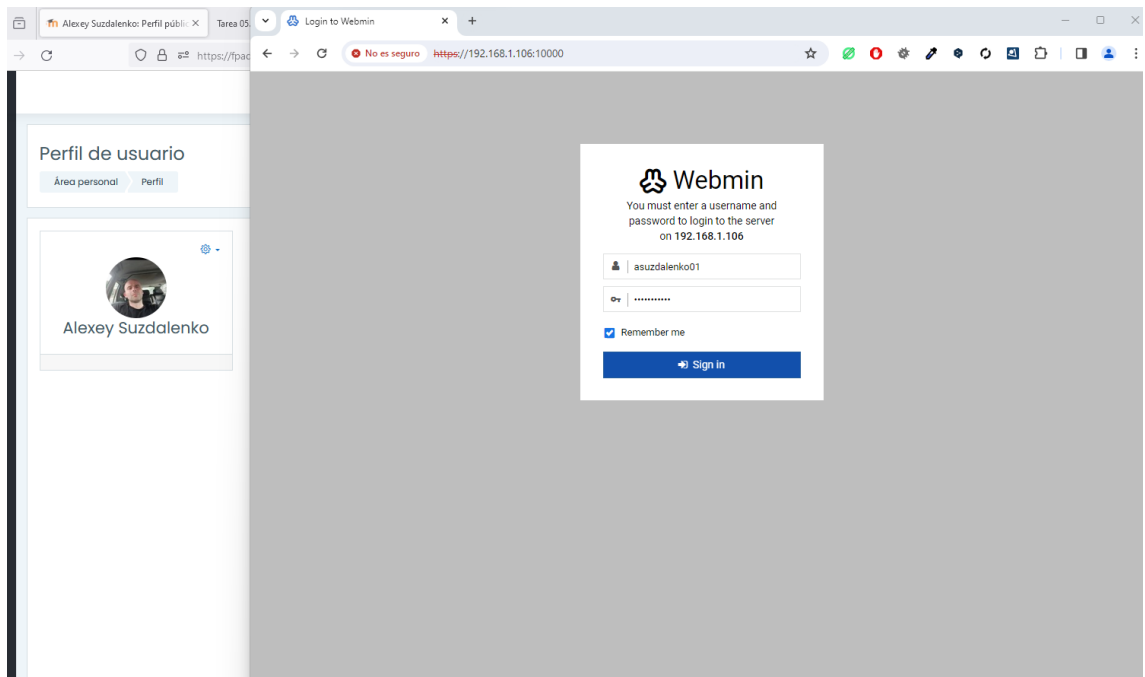 Alexey Suzdalenko: Perfil públic
Tarea 05
https://fpad
Perfil de usuario
Área personal
Perfil
Alexey Suzdalenko
Login to Webmin
No es seguro
https://192.168.1.106:10000
Webmin
You must enter a username and
password to login to the server
on 192.168.1.106
asuzdalenko01
Remember me
Sign in